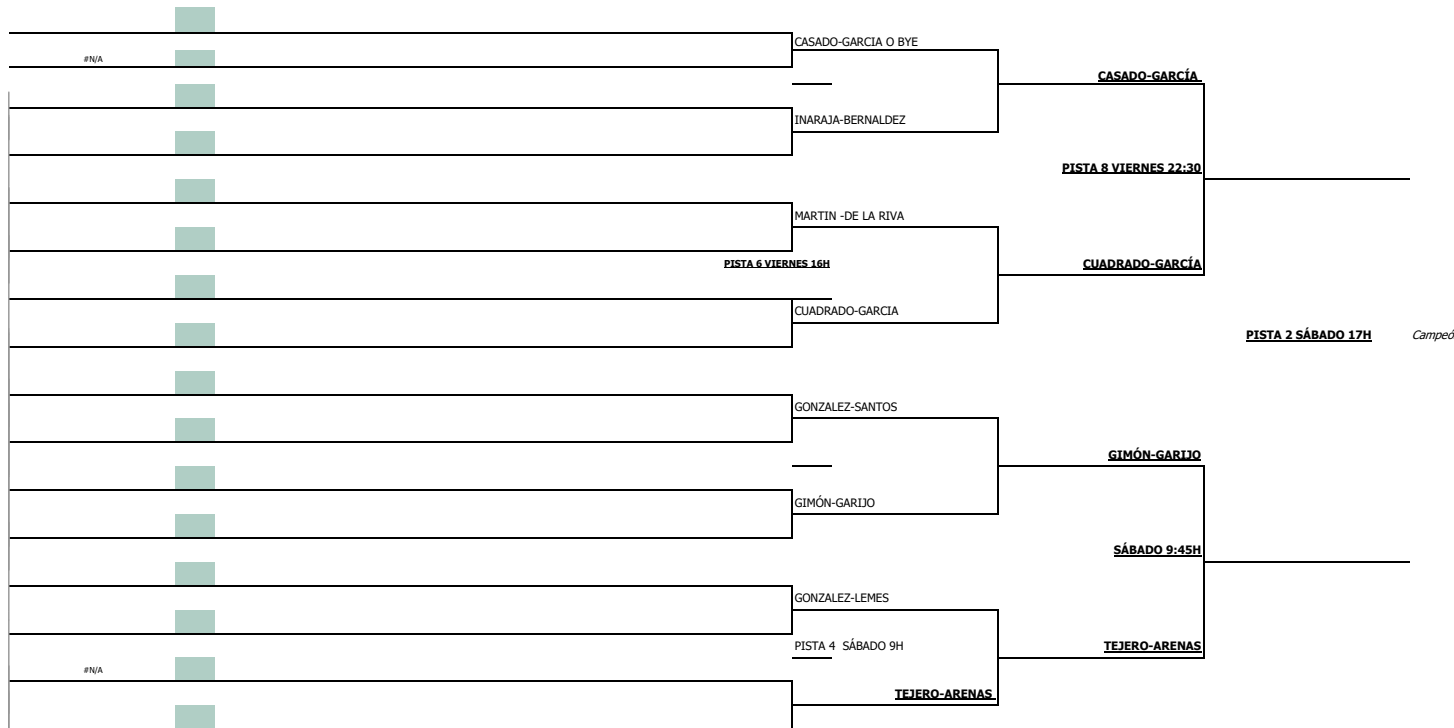 CASADO-GARCIA O BYE
#N/A
CASADO-GARCÍA
INARAJA-BERNALDEZ
PISTA 8 VIERNES 22:30
MARTIN -DE LA RIVA
PISTA 6 VIERNES 16H
CUADRADO-GARCÍA
CUADRADO-GARCIA
PISTA 2 SÁBADO 17H
Campeó
GONZALEZ-SANTOS
GIMÓN-GARIJO
GIMÓN-GARIJO
SÁBADO 9:45H
GONZALEZ-LEMES
PISTA 4  SÁBADO 9H
TEJERO-ARENAS
#N/A
TEJERO-ARENAS